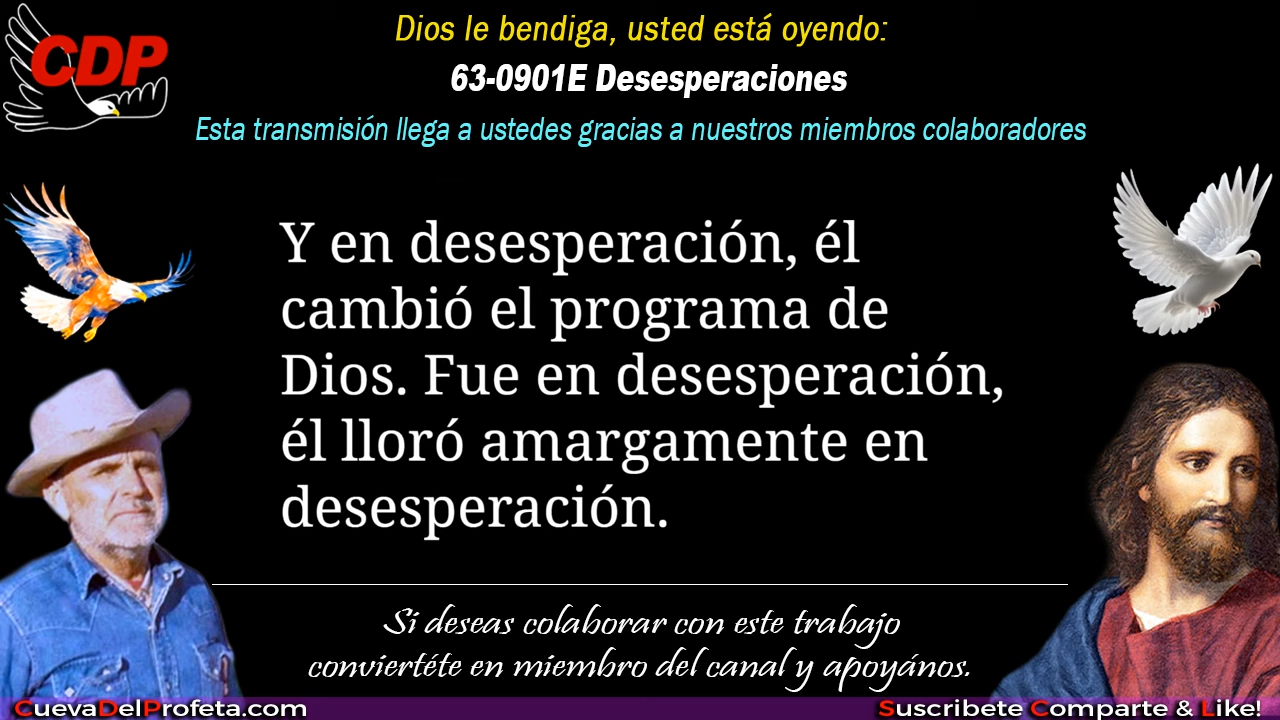 CDP
Dios le bendiga, usted está oyendo:
63-0901E Desesperaciones
Esta transmisión llega a ustedes gracias a nuestros miembros colaboradores
Y en desesperación, él
cambió el programa de
Dios. Fue en desesperación,
él lloró amargamente en
desesperación.
Si deseas colaborar con este trabajo
conviertéte en miembro del canal y apoyános.
CuevaDelProfeta.com
Suscribete Comparte & Like!